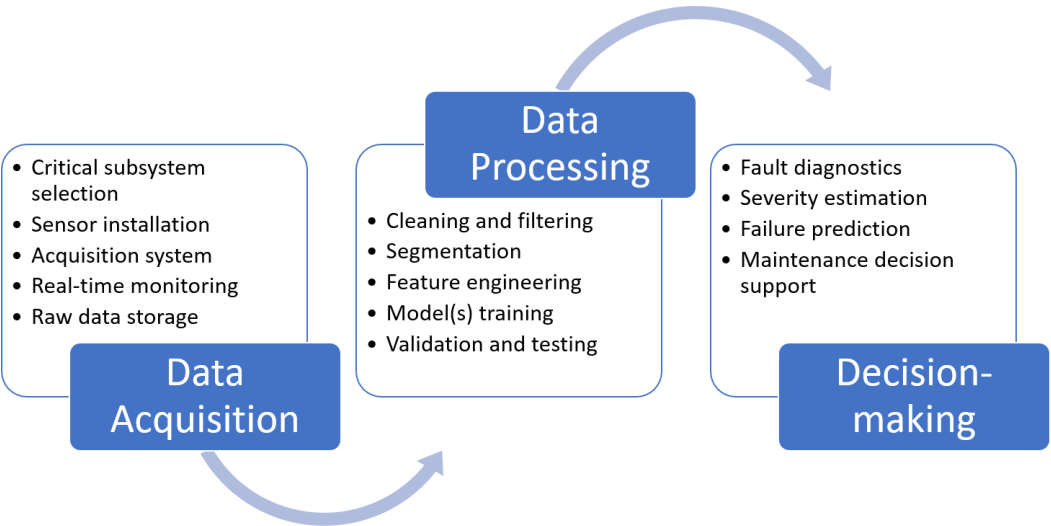 • Critical subsystem
selection
• Sensor installation
• Acquisition system
• Real-time monitoring
• Raw data storage
Data
Acquisition
Data
Processing
• Cleaning and filtering
• Segmentation
• Feature engineering
• Model(s) training
• Validation and testing
• Fault diagnostics
• Severity estimation
• Failure prediction
• Maintenance decision
support
Decision-
making